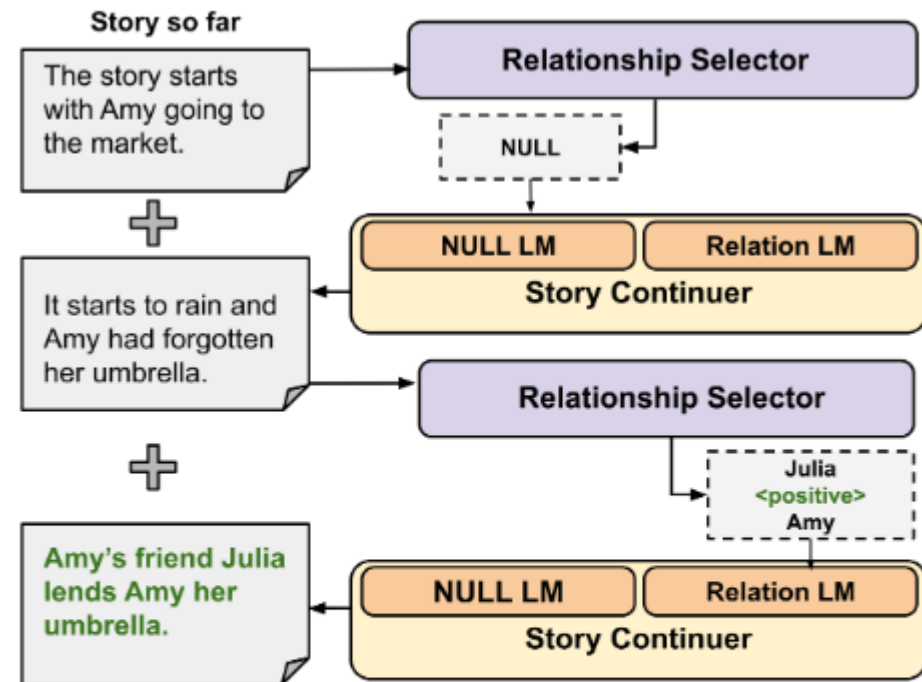 Story so far
The story starts
with Amy going to
the market.
Relationship Selector
NULL
NULL LM
Relation LM
Story Continuer
It starts to rain and
Amy had forgotten
her umbrella.
Relationship Selector
Julia
<positive>
Amy
Amy's friend Julia
lends Amy her
umbrella.
NULL LM
Relation LM
Story Continuer